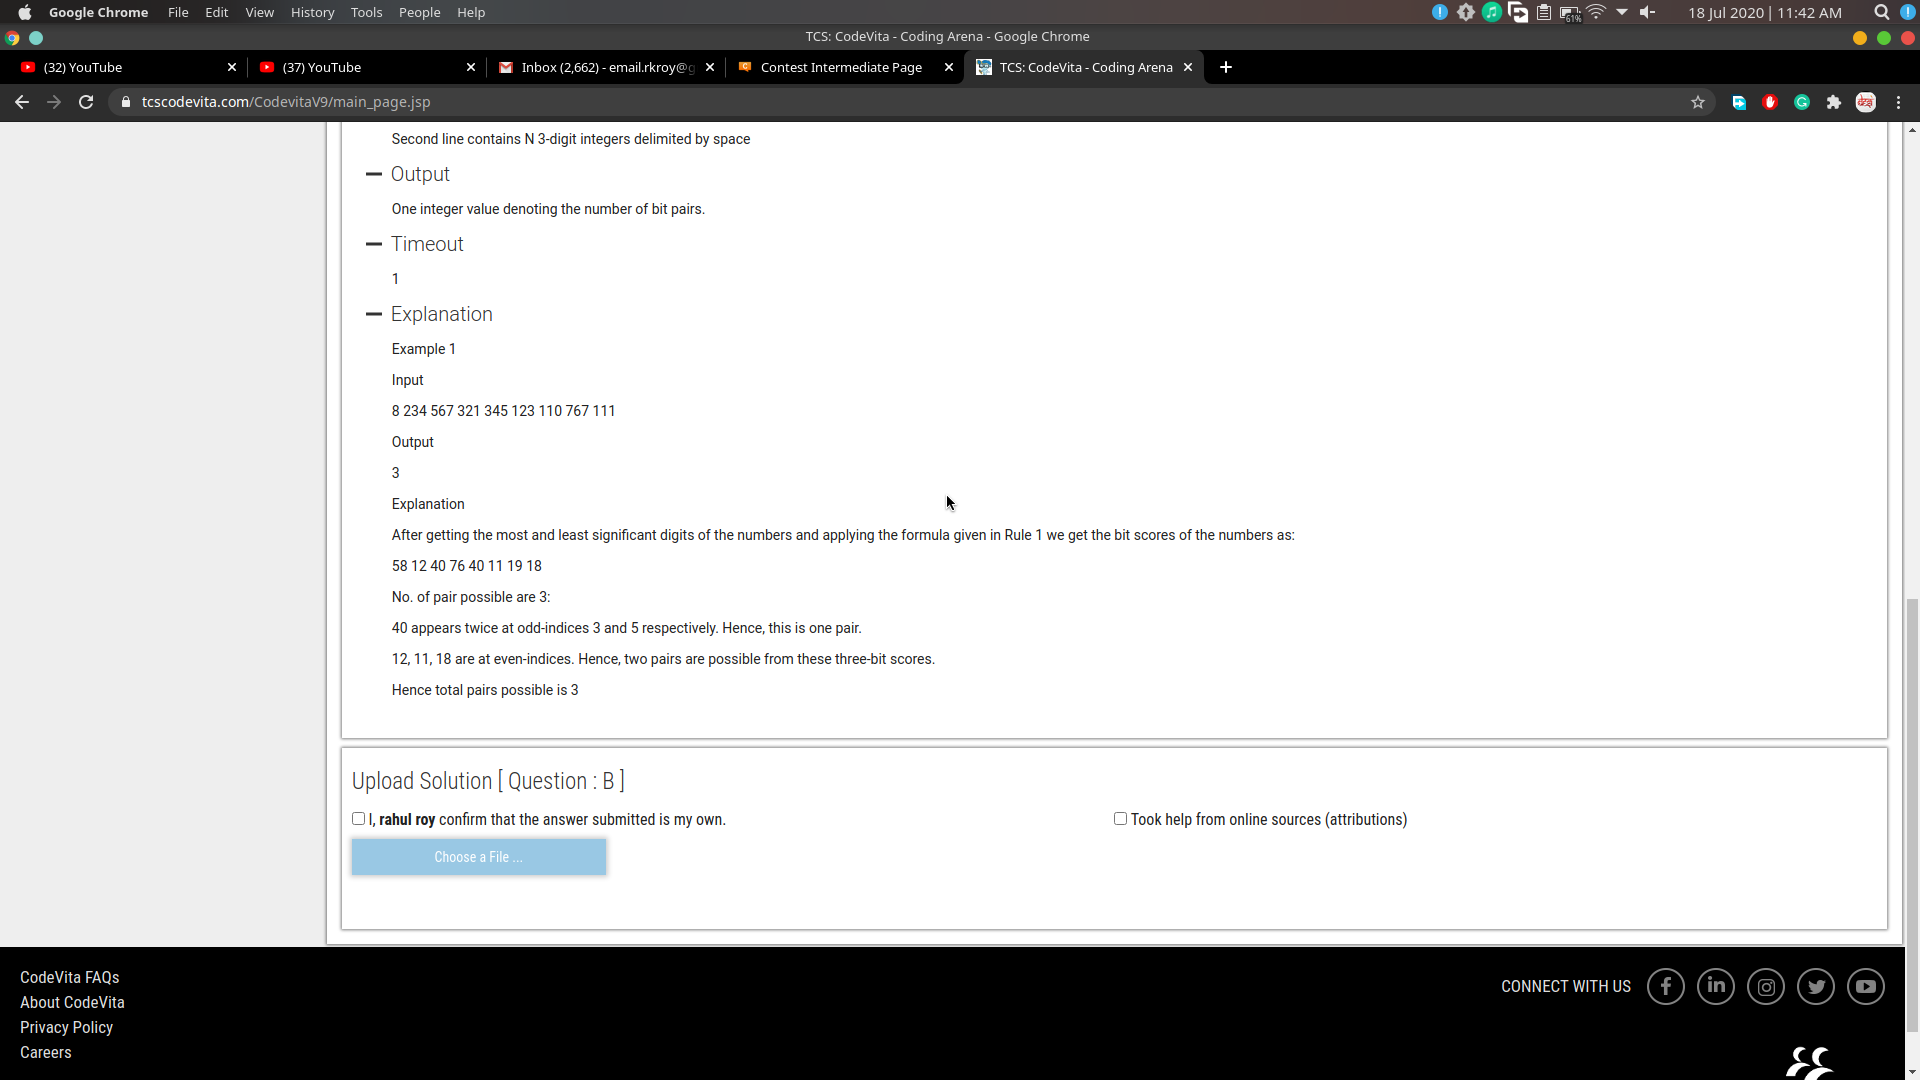 Google Chrome File Edit View History Tools People Help 61% 18 Jul 2020 | 11:42 AM
TCS: CodeVita - Coding Arena - Google Chrome
(32) YouTube (37) YouTube Inbox (2,662) - email.rkroy@g Contest Intermediate Page TCS: CodeVita - Coding Arena
tcscodevita.com/CodevitaV9/main_page.jsp
Second line contains N 3-digit integers delimited by space
Output
One integer value denoting the number of bit pairs.
Timeout
1
Explanation
Example 1
Input
8 234 567 321 345 123 110 767 111
Output
3
Explanation
After getting the most and least significant digits of the numbers and applying the formula given in Rule 1 we get the bit scores of the numbers as:
58 12 40 76 40 11 19 18
No. of pair possible are 3:
40 appears twice at odd-indices 3 and 5 respectively. Hence, this is one pair.
12, 11, 18 are at even-indices. Hence, two pairs are possible from these three-bit scores.
Hence total pairs possible is 3
Upload Solution [ Question : B ]
I, rahul roy confirm that the answer submitted is my own. Took help from online sources (attributions)
Choose a File ...
CodeVita FAQs
About CodeVita
Privacy Policy
Careers
CONNECT WITH US